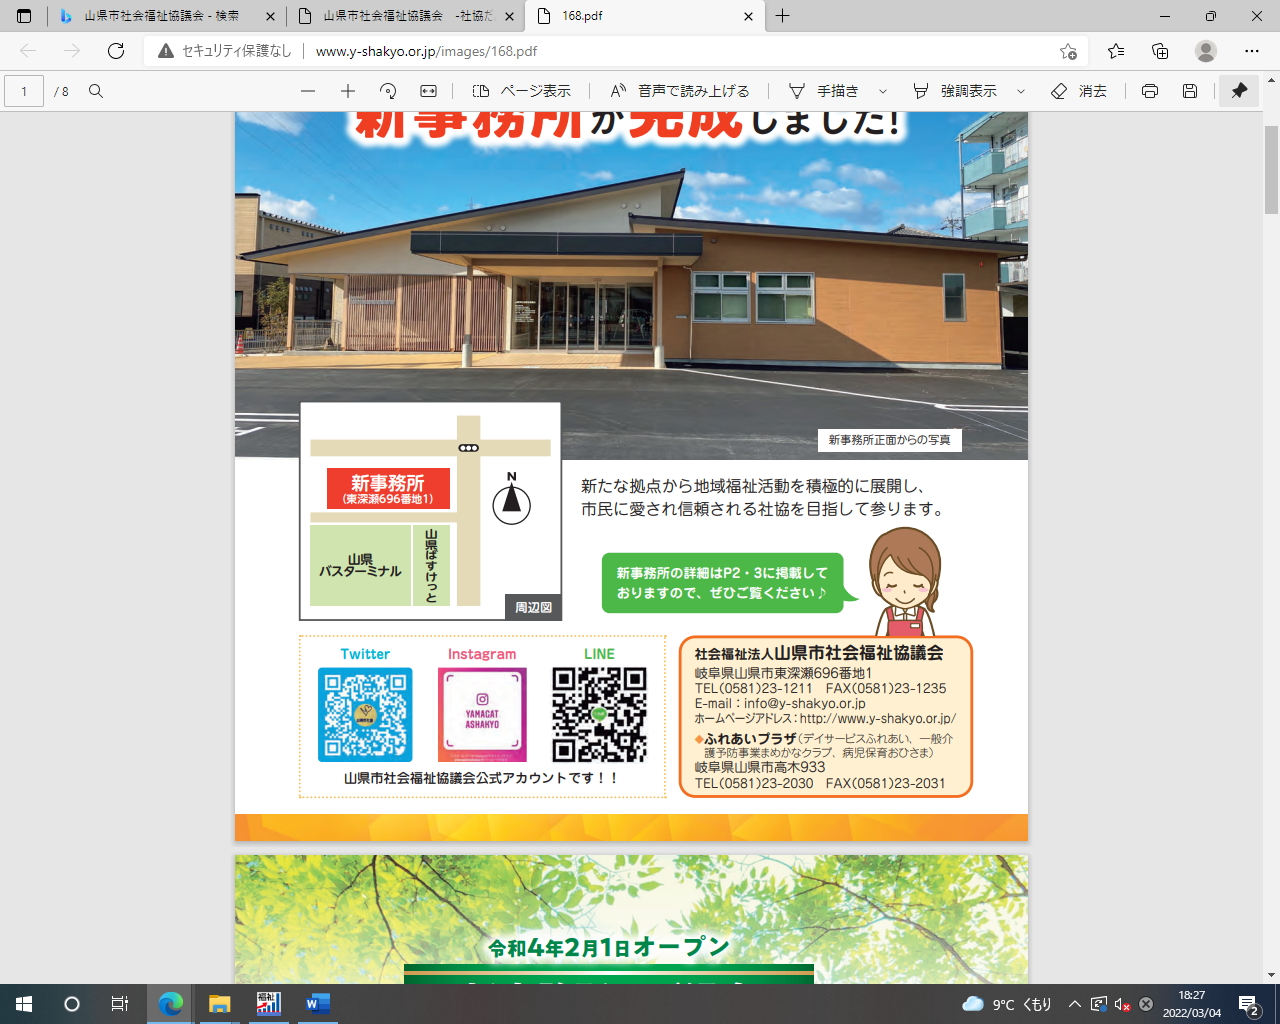 山県市社会福祉協議会 - 検索
山県市社会福祉協議会 -社協だ
168.pdf
セキュリティ保護なし
www.y-shakyo.or.jp/images/168.pdf
1 / 8
ページ表示
音声で読み上げる
手描き
強調表示
消去
新事務所が完成しました!
新事務所正面からの写真
新事務所
(東深瀬696番地1)
N
山県
バスターミナル
山県ばすけっと
周辺図
新たな拠点から地域福祉活動を積極的に展開し、
市民に愛され信頼される社協を目指して参ります。
新事務所の詳細はP2・3に掲載して
おりますので、ぜひご覧ください♪
Twitter
Instagram
LINE
YAMAGAT
ASHAKYO
山県市社会福祉協議会公式アカウントです！！
社会福祉法人山県市社会福祉協議会
岐阜県山県市東深瀬696番地1
TEL(0581)23-1211 FAX(0581)23-1235
E-mail：info@y-shakyo.or.jp
ホームページアドレス：http://www.y-shakyo.or.jp/
◆ふれあいプラザ(デイサービスふれあい、一般介
護予防事業まめかなクラブ、病児保育おひさま)
岐阜県山県市高木933
TEL(0581)23-2030 FAX(0581)23-2031
令和4年2月1日オープン
福祉
9°C くもり
18:27
2022/03/04
2